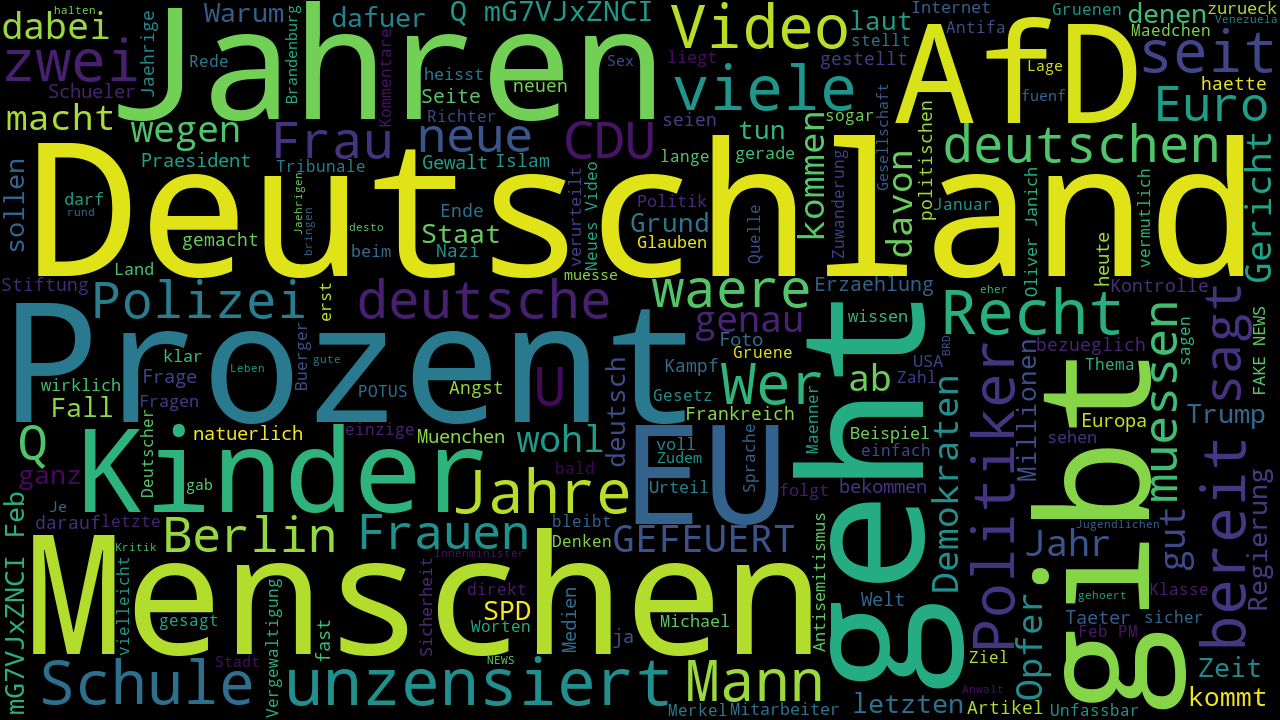 dabei
Jahren
Warum
dafuer
Q mG7VJxZNCI
Video
laut
Internet
Gruenen
denen
zurueck
halten
Venezuela
zwei
Jaehrige
Rede
Brandenburg
Kommentare
heisst
Sex
liegt
stellt
gestellt
Antifa
AfD
Maedchen
seit
Lage
Schueler
Seite
neuen
viele
sogar
fuenf
haette
Euro
macht
wegen
Frau
Richter
neue
CDU
seien
tun
gerade
kommen
Gesellschaft
politischen
deutschen
Praesident
Tribunale
Gewalt
Islam
lange
Zuwanderung
davon
vermutlich
Gericht
sollen
Deutschland
darf
rund
gemacht
Jaehrigen
bringen
desto
Ende
Nazi
Staat
beim
verurteilt
Neues Video
Politik
Grund
Glauben
Quelle
Januar
Oliver Janich
heute
Land
muesse
Stiftung
Polizei
erst
deutsche
waere
genau
Erzaehlung
eher
Kontrolle
Recht
Prozent
klar
wirklich
Frage
Fall
Fragen
Leben
Buerger
gute
POTUS
Angst
U
deutsch
Foto
Kampf
Gruene
Wer
Gesetz
Frankreich
Maenner
wissen
geht
ab
USA
Zahl
BRD
bezueglich
Thema
muessen
sagen
sagt
FAKE NEWS
Trump
Politiker
Millionen
gibt
Europa
Q
natuerlich
einzige
Muenchen
wohl
voll
Zudem
Sprache
Beispiel
einfach
Demokraten
sehen
ganz
Deutscher
gab
Kinder
Jahre
bald
EU
Urteil
folgt
bekommen
bereit
Je
darauf
letzte
Berlin
Frauen
bleibt
Denken
GEFEUERT
Antisemitismus
Jugendlichen
Jahr
gut
Regierung
mG7VJxZNCI Feb
Kritik
Menschen
vielleicht
gesagt
Vergewaltigung
fast
Innenminister
Sicherheit
direkt
SPD
Worten
Medien
ja
Michael
Welt
Opfer
gehoert
Taeter
Klasse
sicher
Feb PM
Ziel
Schule
Stadt
unzensiert
NEWS
Mann
Merkel
Mitarbeiter
letzten
Anwalt
Artikel
Unfassbar
Zeit
kommt